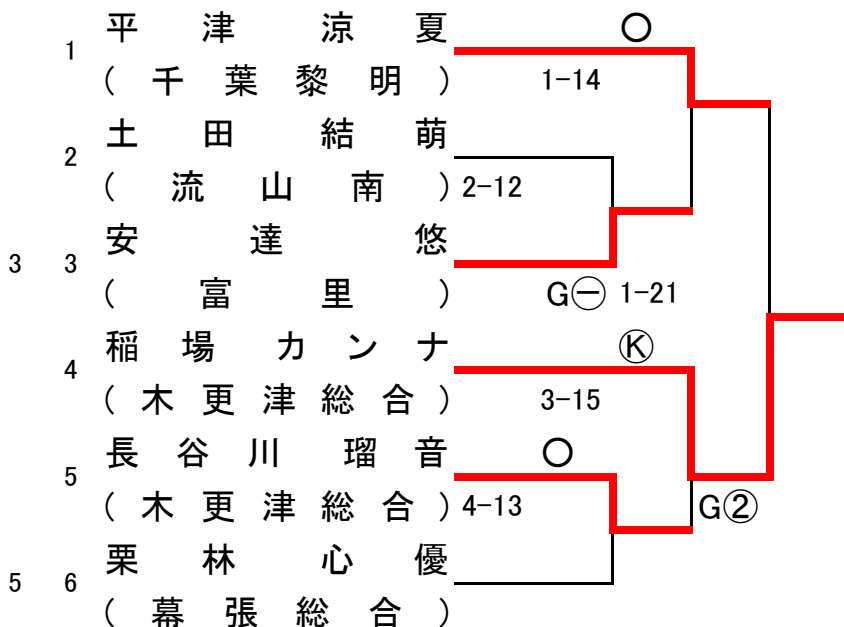 平津涼夏 ○
1
(千葉黎明) 1-14
土田結萌
2
(流山南) 2-12
安達悠
3 3
(富里) G㊀ 1-21
稲場カンナ Ⓚ
4
(木更津総合) 3-15
長谷川瑠音 ○
5
(木更津総合) 4-13 G②
栗林心優
5 6
(幕張総合)